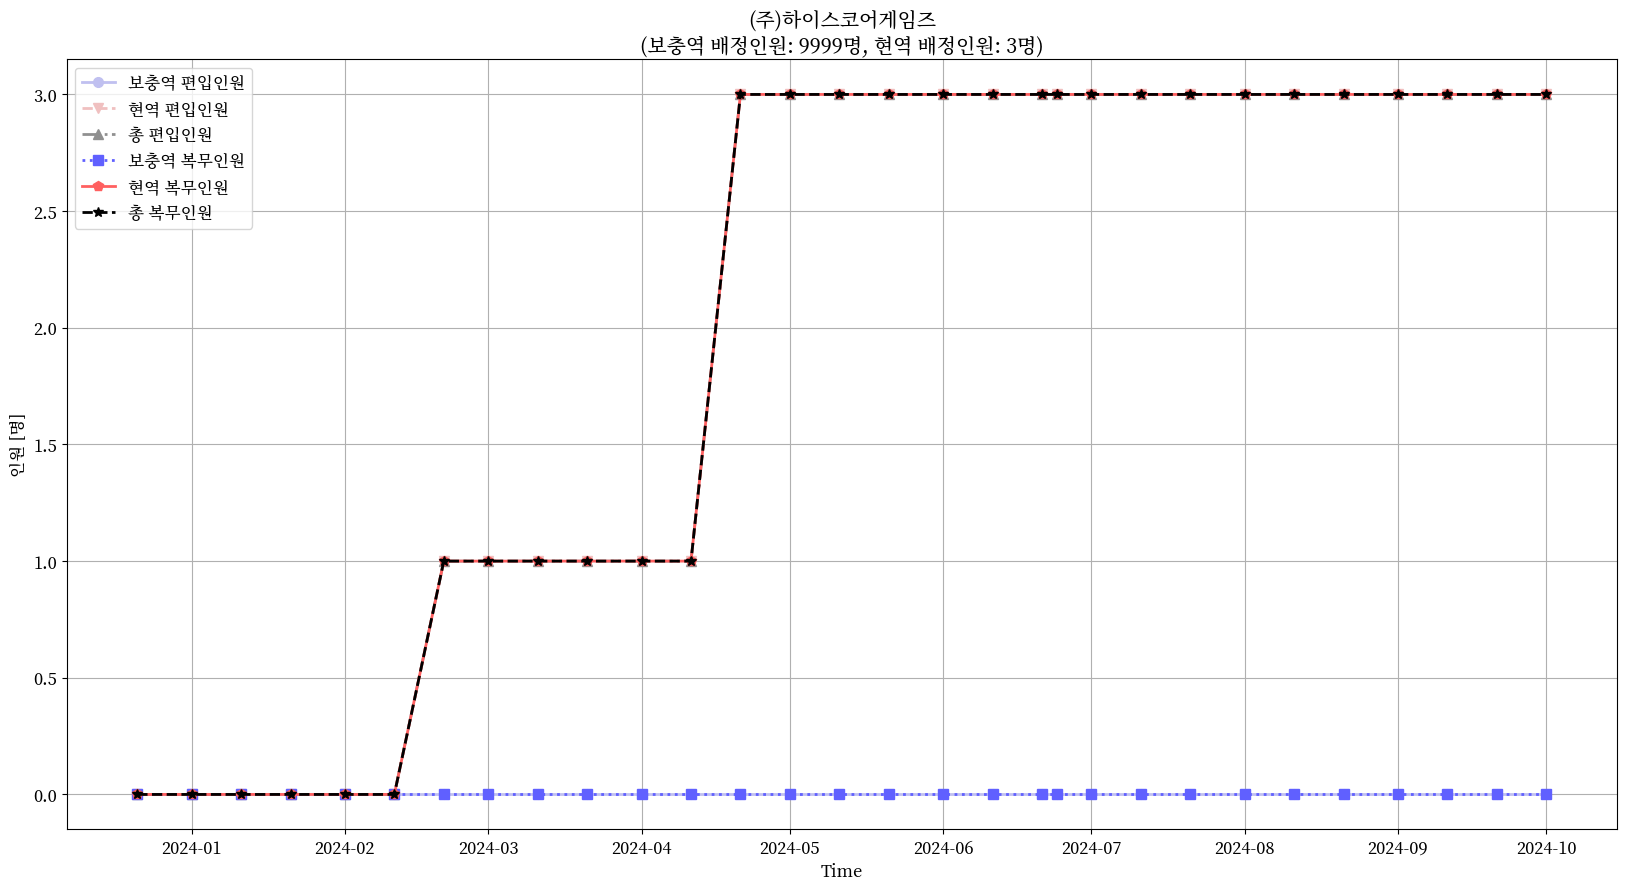 (주)하이스코어게임즈
(보충역 배정인원: 9999명, 현역 배정인원: 3명)
보충역 편입인원
현역 편입인원
총 편입인원
보충역 복무인원
현역 복무인원
총 복무인원
인원 [명]
3.0
2.5
2.0
1.5
1.0
0.5
0.0
2024-01
2024-02
2024-03
2024-04
2024-05
2024-06
2024-07
2024-08
2024-09
2024-10
Time